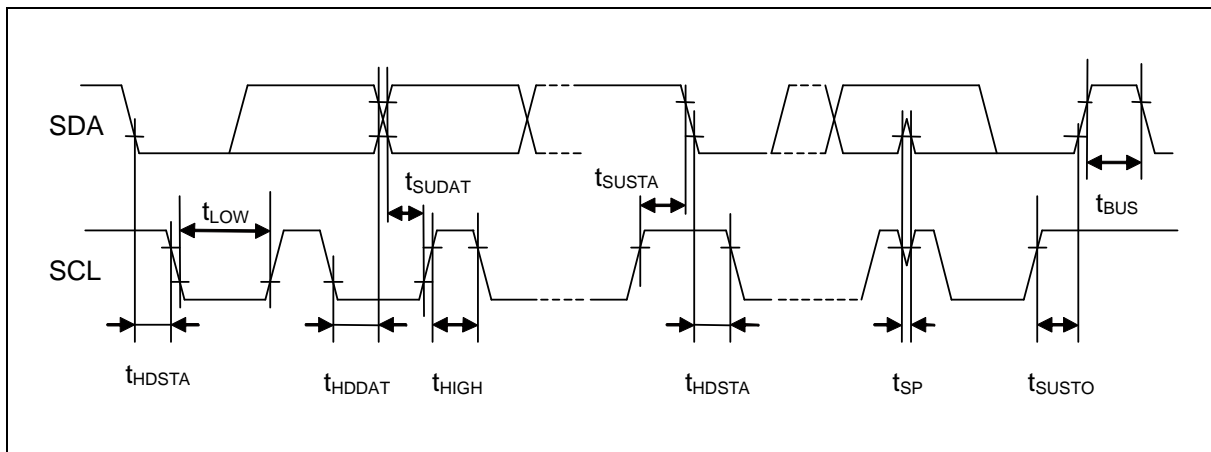 SDA
tSUDAT
tSUSTA
tLOW
tBUS
SCL
tHDSTA
tHDDAT
tHIGH
tHDSTA
tSP
tSUSTO